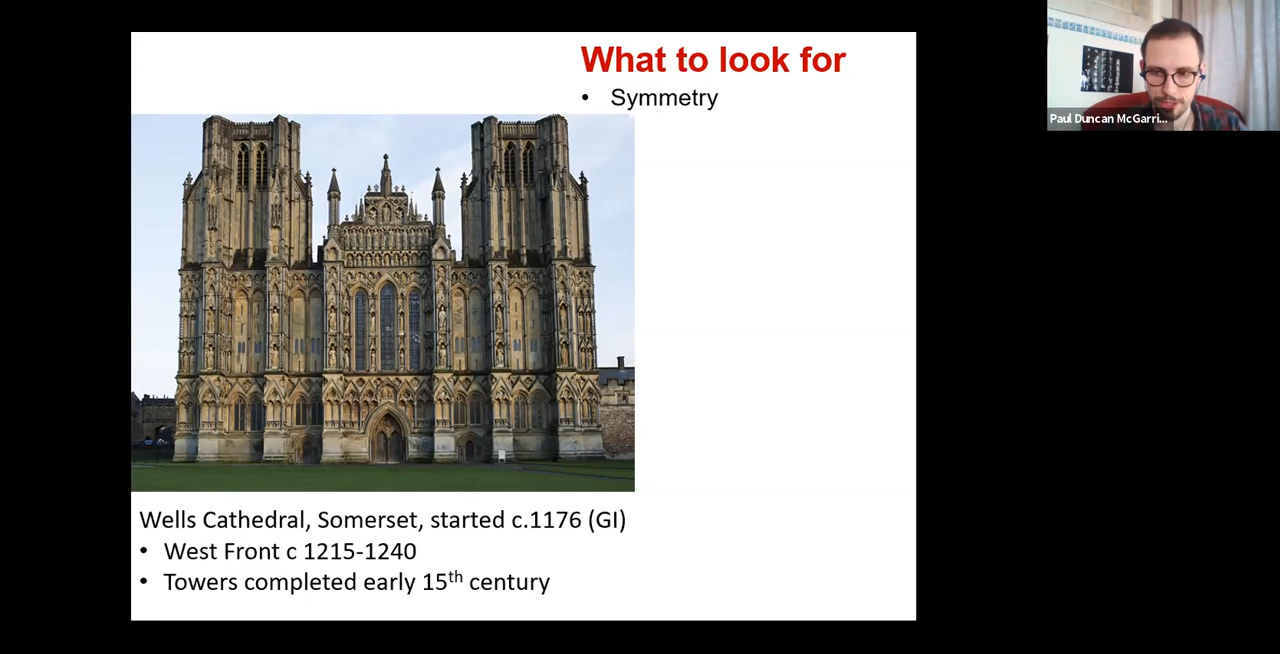 What to look for
• Symmetry
Paul Duncan McGarri...
Wells Cathedral, Somerset, started c.1176 (GI)
• West Front c 1215-1240
• Towers completed early 15th century